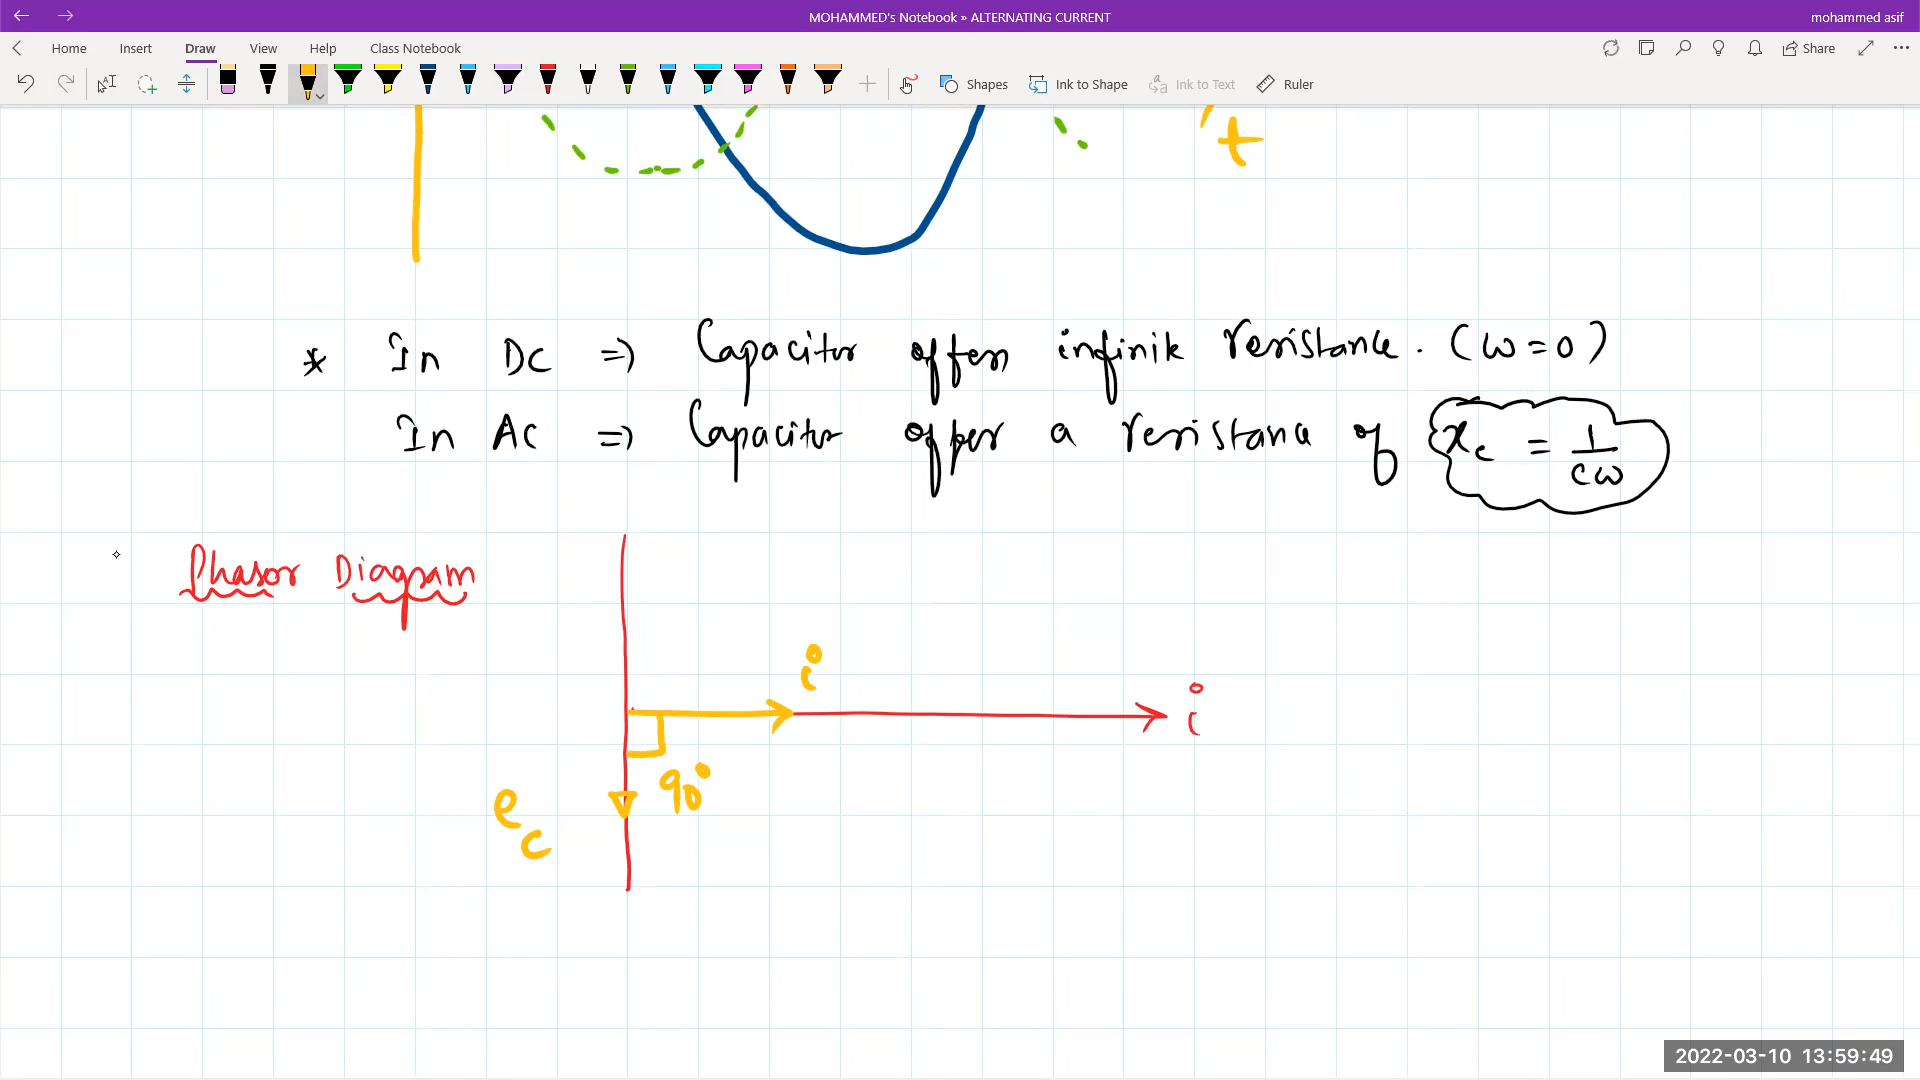 MOHAMMED's Notebook » ALTERNATING CURRENT
mohammed asif
Home Insert Draw View Help Class Notebook
Share
Shapes Ink to Shape Ink to Text Ruler
t
* In DC => Capacitor offers infinite resistance. (ω=0)
In AC => Capacitor offer a resistance of Xc = 1/cω
Phasor Diagram
i
i
90°
ec
2022-03-10 13:59:49